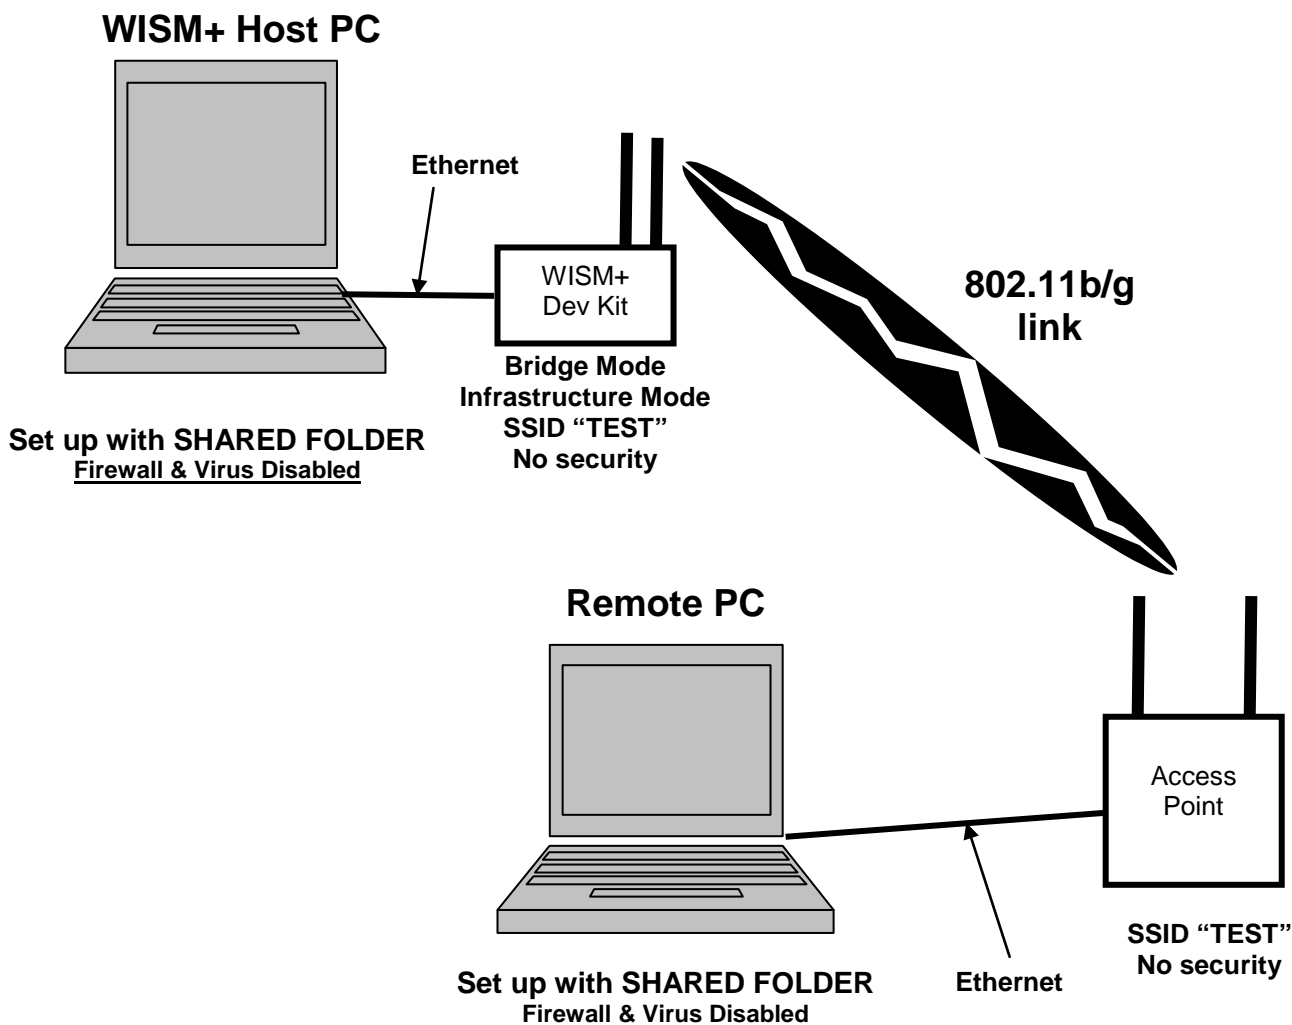 WISM+ Host PC
Ethernet
WISM+
Dev Kit
802.11b/g
link
Bridge Mode
Infrastructure Mode
SSID “TEST”
No security
Set up with SHARED FOLDER
Firewall & Virus Disabled
Remote PC
Access
Point
SSID “TEST”
No security
Ethernet
Set up with SHARED FOLDER
Firewall & Virus Disabled